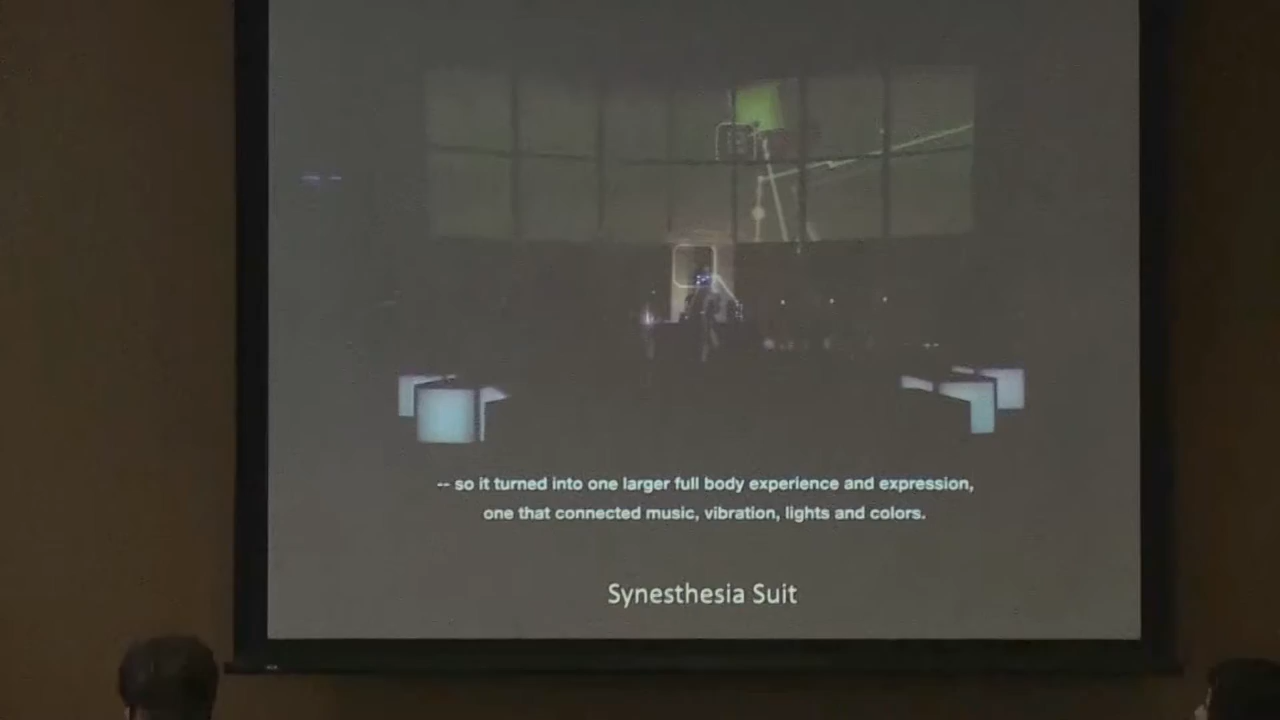 -- so it turned into one larger full body experience and expression,
one that connected music, vibration, lights and colors.
Synesthesia Suit